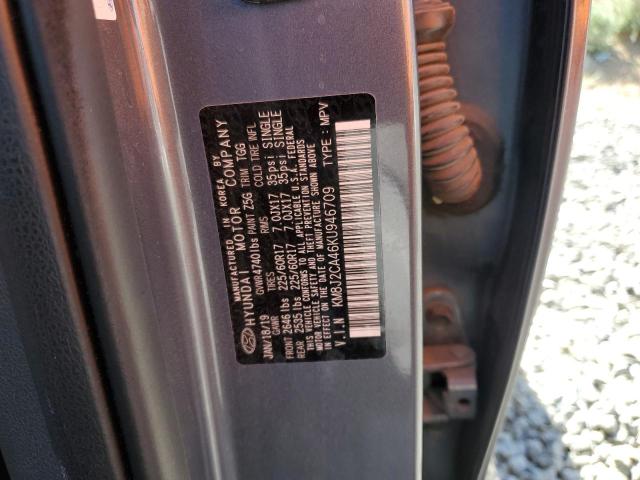 MANUFACTURED IN KOREA BY
HYUNDAI MOTOR COMPANY
JAN/18/19 GVWR 4740 lbs PAINT Z5G TRIM TGG
GAWR TIRES RIMS COLD TIRE INFL
FRONT 2646 lbs 225/60R17 7.0JX17 35psi SINGLE
REAR 2535 lbs 225/60R17 7.0JX17 35psi SINGLE
THIS VEHICLE CONFORMS TO ALL APPLICABLE U.S.A. FEDERAL
MOTOR VEHICLE SAFETY, BUMPER, AND THEFT PREVENTION STANDARDS
IN EFFECT ON THE DATE OF MANUFACTURE SHOWN ABOVE
V.I.N KM8J2CA46KU946709 TYPE : MPV